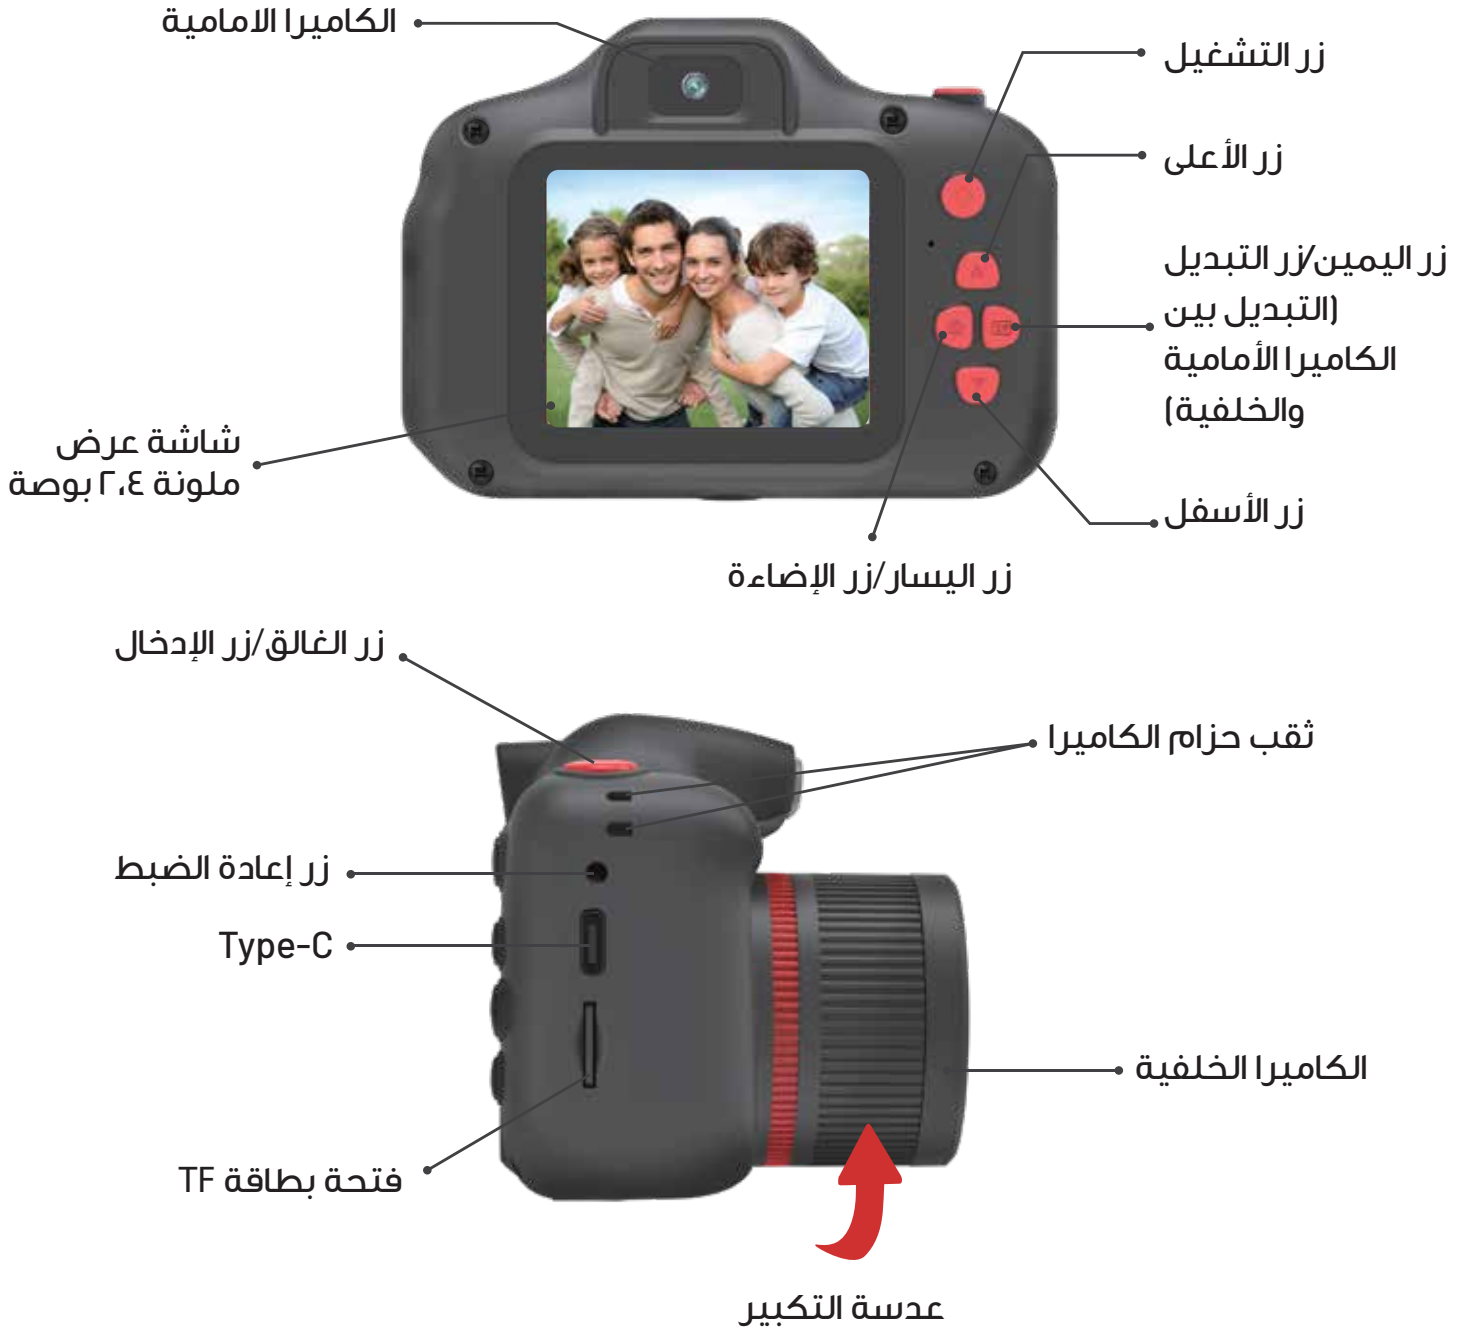 الكاميرا الامامية
زر التشغيل
زر الأعلى
زر اليمين/زر التبديل
(التبديل بين
الكاميرا الأمامية
والخلفية)
شاشة عرض
ملونة ٢،٤ بوصة
زر الأسفل
زر اليسار/زر الإضاءة
زر الغالق/زر الإدخال
ثقب حزام الكاميرا
زر إعادة الضبط
Type-C
الكاميرا الخلفية
فتحة بطاقة TF
عدسة التكبير